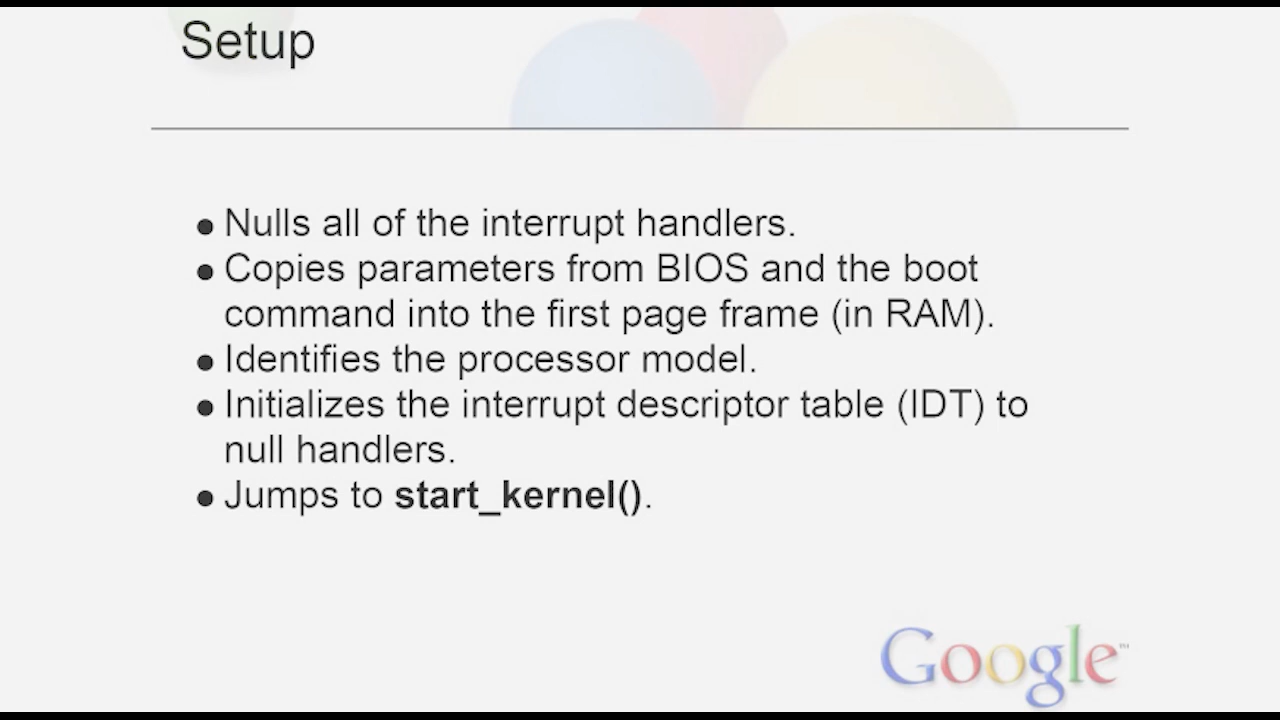 Setup
● Nulls all of the interrupt handlers.
● Copies parameters from BIOS and the boot
command into the first page frame (in RAM).
● Identifies the processor model.
● Initializes the interrupt descriptor table (IDT) to
null handlers.
● Jumps to start_kernel().
Google™